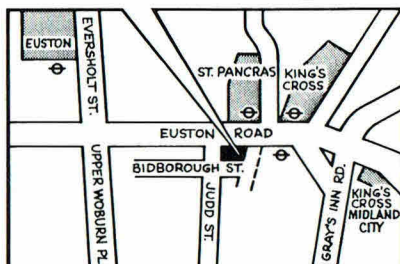 EUSTON
EVERSHOLT ST.
ST. PANCRAS
KING'S
CROSS
EUSTON ROAD
BIDBOROUGH ST.
UPPER WOBURN PL.
JUDD ST.
GRAY'S INN RD.
KING'S
CROSS
MIDLAND
CITY